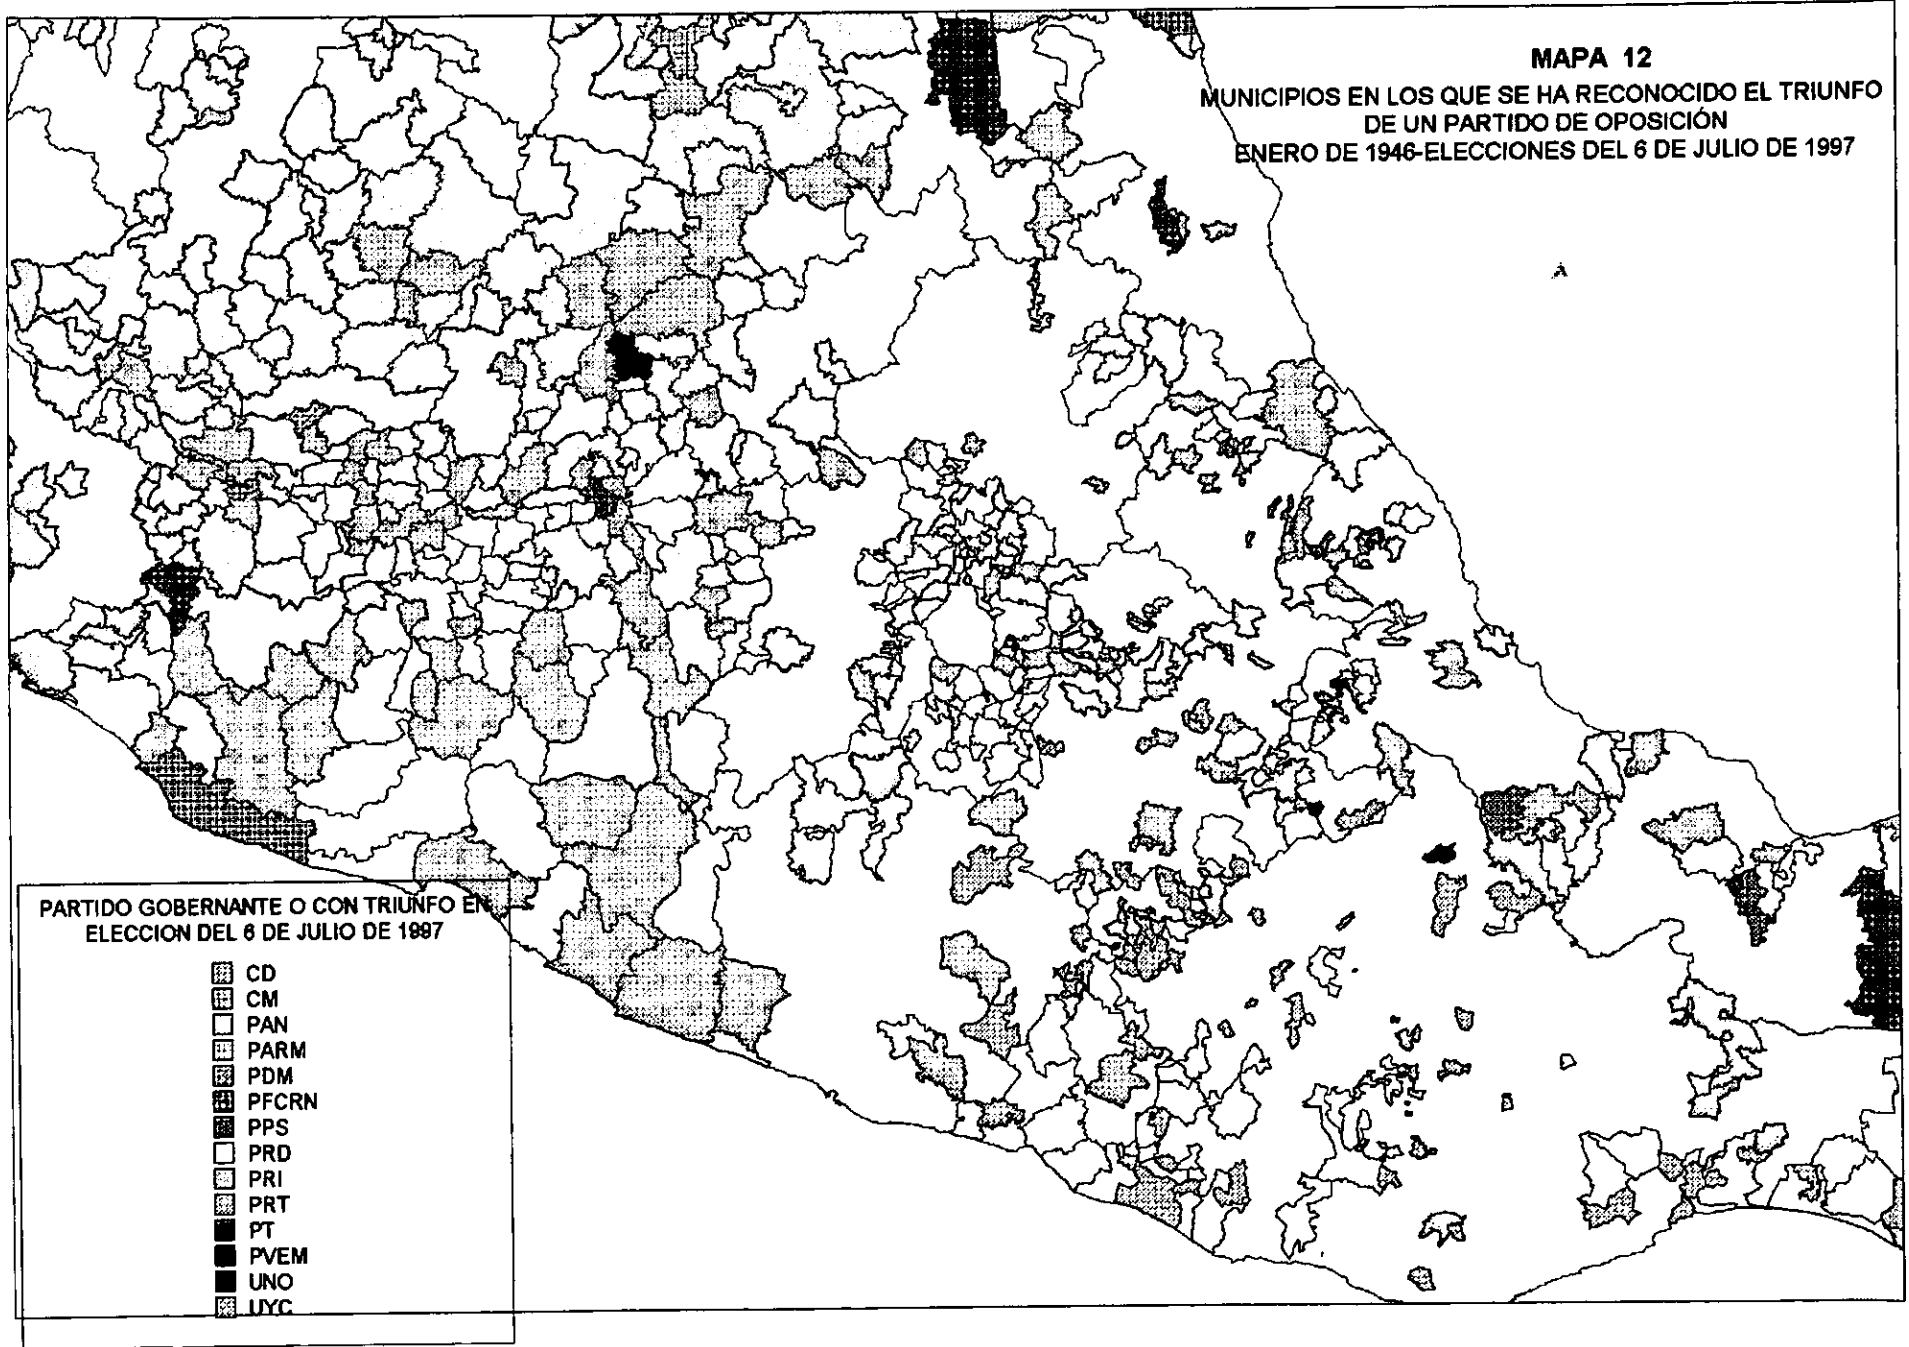 MAPA 12
MUNICIPIOS EN LOS QUE SE HA RECONOCIDO EL TRIUNFO
DE UN PARTIDO DE OPOSICIÓN
ENERO DE 1946-ELECCIONES DEL 6 DE JULIO DE 1997
PARTIDO GOBERNANTE O CON TRIUNFO EN
ELECCION DEL 6 DE JULIO DE 1997
CD
CM
PAN
PARM
PDM
PFCRN
PPS
PRD
PRI
PRT
PT
PVEM
UNO
UYC